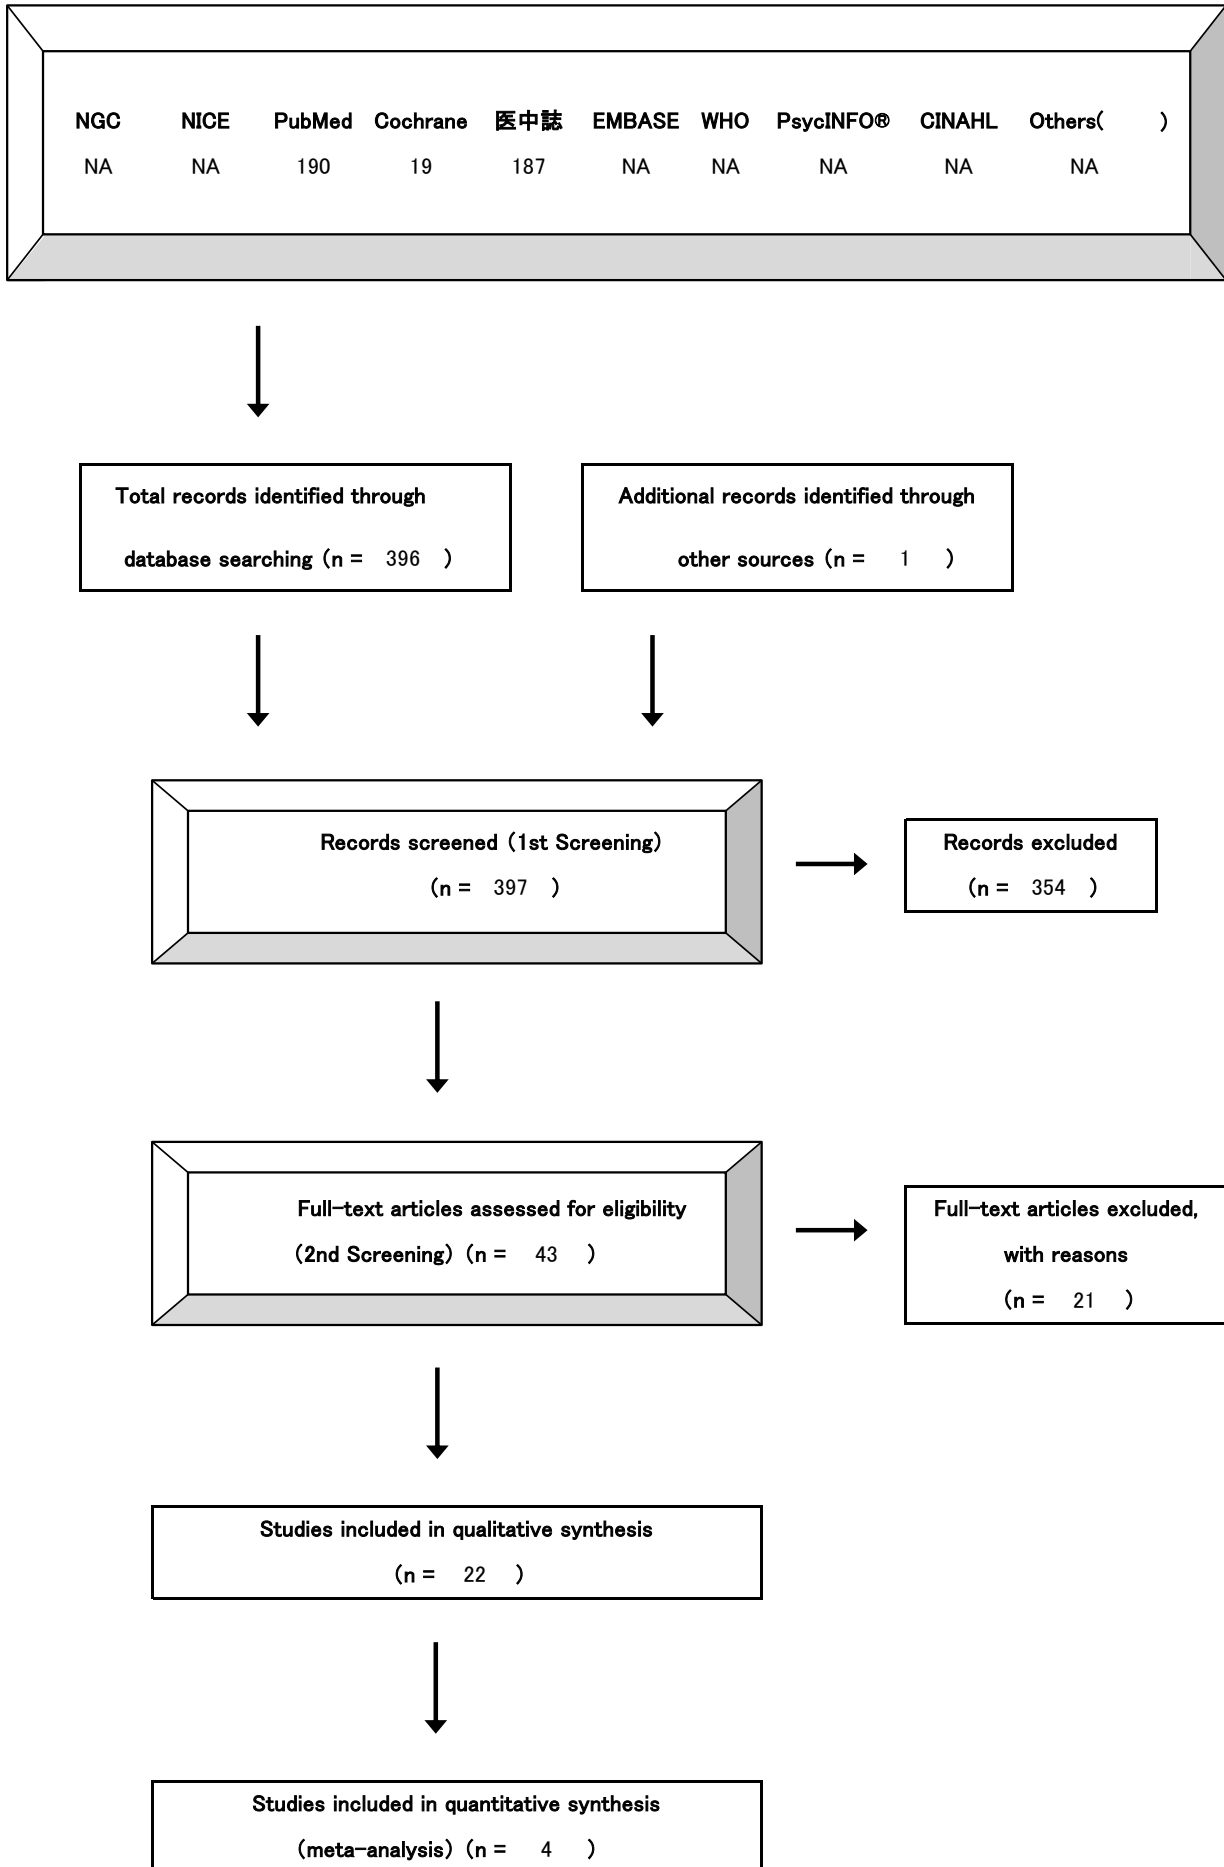 NGC NICE PubMed Cochrane 医中誌 EMBASE WHO PsycINFO® CINAHL Others( )
NA NA 190 19 187 NA NA NA NA NA
Total records identified through
database searching (n = 396 )
Additional records identified through
other sources (n = 1 )
Records screened (1st Screening)
(n = 397 )
Records excluded
(n = 354 )
Full-text articles assessed for eligibility
(2nd Screening) (n = 43 )
Full-text articles excluded,
with reasons
(n = 21 )
Studies included in qualitative synthesis
(n = 22 )
Studies included in quantitative synthesis
(meta-analysis) (n = 4 )